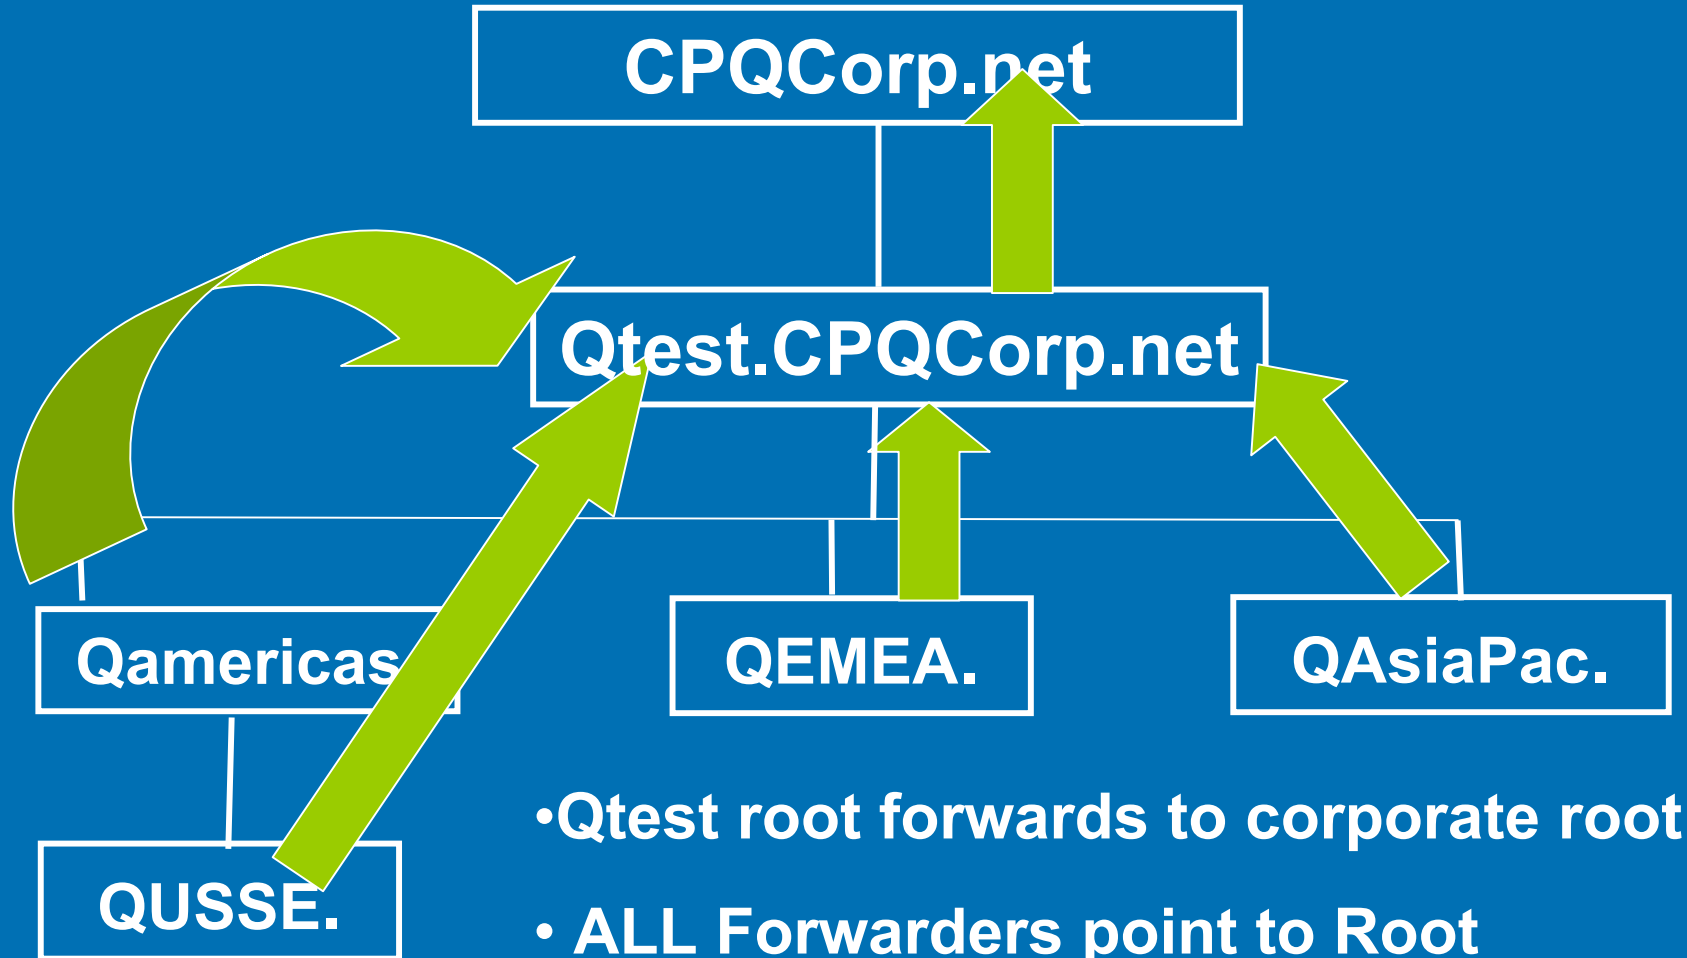 CPQCorp.net
Qtest.CPQCorp.net
Qamericas.
QEMEA.
QAsiaPac.
QUSSE.
•Qtest root forwards to corporate root
• ALL Forwarders point to Root